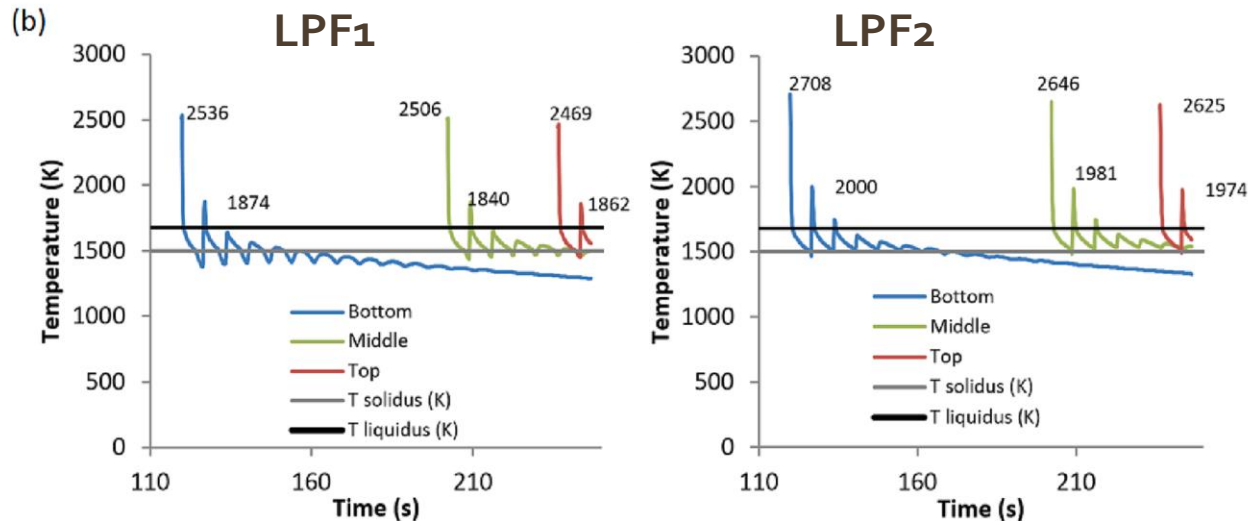 (b)
LPF1
3000
2500
2000
1500
1000
500
0
Temperature (K)
2536
1874
2506
1840
2469
1862
Bottom
Middle
Top
T solidus (K)
T liquidus (K)
110
160
210
Time (s)
LPF2
3000
2500
2000
1500
1000
500
0
Temperature (K)
2708
2000
2646
1981
2625
1974
Bottom
Middle
Top
T solidus (K)
T liquidus (K)
110
160
210
Time (s)